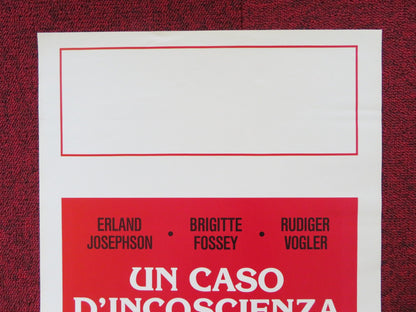 ERLAND • BRIGITTE • RUDIGER
JOSEPHSON FOSSEY VOGLER
UN CASO
D'INCOSCIENZA